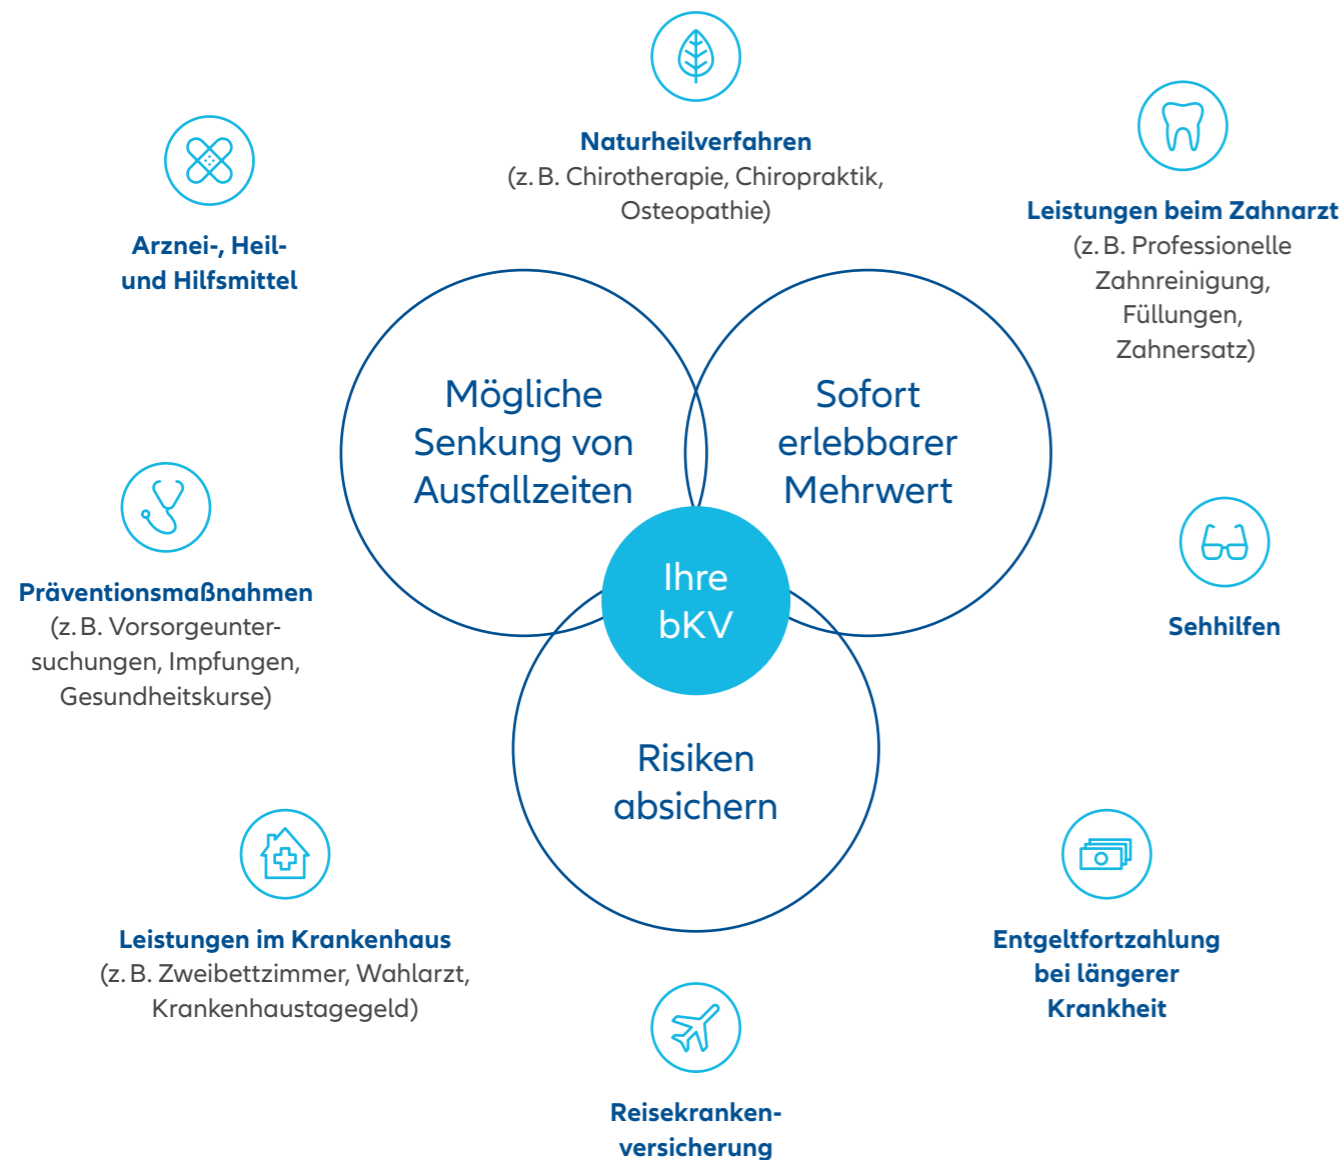 Naturheilverfahren
(z. B. Chirotherapie, Chiropraktik,
Osteopathie)
Leistungen beim Zahnarzt
(z. B. Professionelle
Zahnreinigung,
Füllungen,
Zahnersatz)
Arznei-, Heil-
und Hilfsmittel
Mögliche
Senkung von
Ausfallzeiten
Sofort
erlebbarer
Mehrwert
Ihre
bKV
Risiken
absichern
Präventionsmaßnahmen
(z. B. Vorsorgeunter-
suchungen, Impfungen,
Gesundheitskurse)
Sehhilfen
Leistungen im Krankenhaus
(z. B. Zweibettzimmer, Wahlarzt,
Krankenhaustagegeld)
Entgeltfortzahlung
bei längerer
Krankheit
Reisekranken-
versicherung